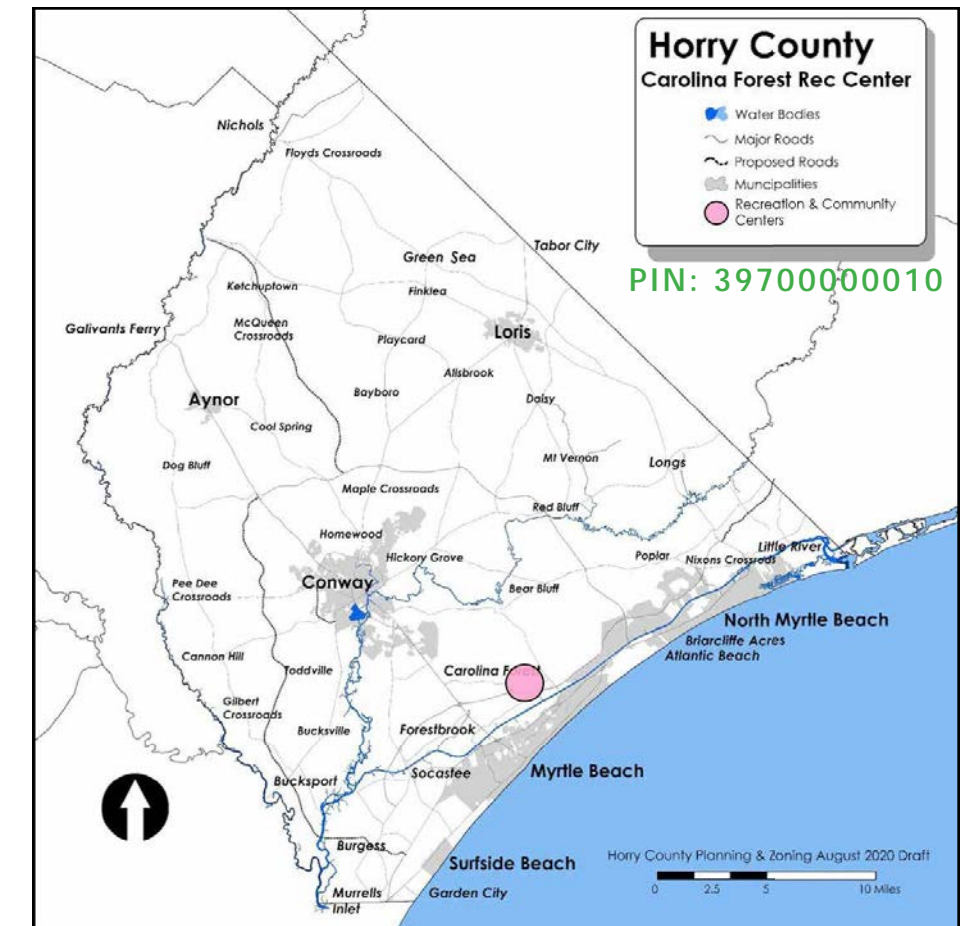 Horry County
Carolina Forest Rec Center
Water Bodies
Major Roads
Proposed Roads
Muncipalities
Recreation & Community
Centers
PIN: 39700000010
Nichols
Floyds Crossroads
Tabor City
Green Sea
Ketchuptown
Finklea
Galivants Ferry
McQueen
Crossroads
Playcard
Loris
Allsbrook
Aynor
Bayboro
Daisy
Cool Spring
Dog Bluff
Mt Vernon
Longs
Maple Crossroads
Red Bluff
Homewood
Hickory Grove
Poplar
Nixons Crossroads
Little River
Conway
Pee Dee
Crossroads
Bear Bluff
North Myrtle Beach
Briarcliffe Acres
Atlantic Beach
Cannon Hill
Toddville
Carolina Forest
Gilbert
Crossroads
Bucksville
Forestbrook
Bucksport
Socastee
Myrtle Beach
Burgess
Surfside Beach
Horry County Planning & Zoning August 2020 Draft
0 2.5 5 10 Miles
Murrells
Inlet
Garden City